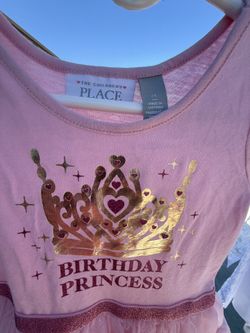 THE CHILDREN'S
PLACE
BIRTHDAY
PRINCESS